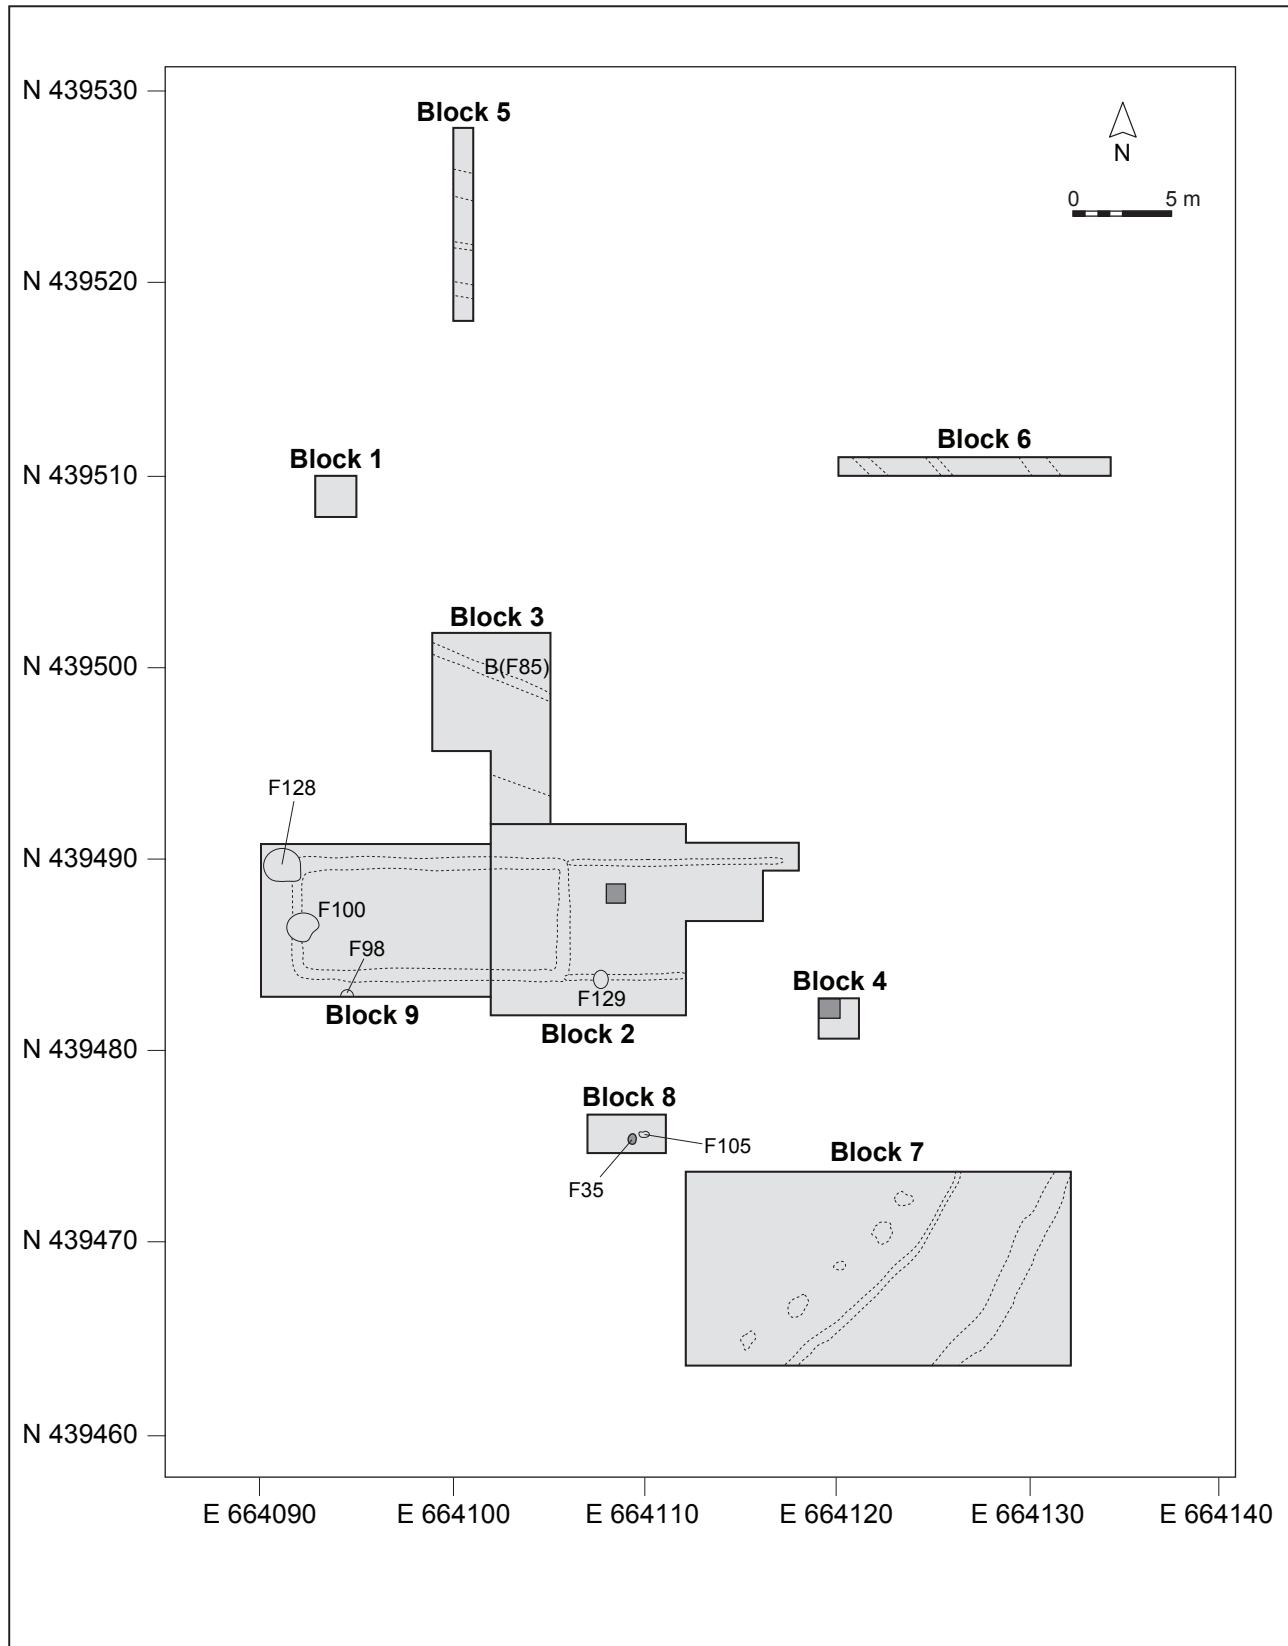 N 439530
Block 5
N
0 5 m
N 439520
Block 6
Block 1
N 439510
Block 3
N 439500
B(F85)
F128
N 439490
F100
F98
Block 4
F129
Block 9
Block 2
N 439480
Block 8
F105
Block 7
F35
N 439470
N 439460
E 664090 E 664100 E 664110 E 664120 E 664130 E 664140